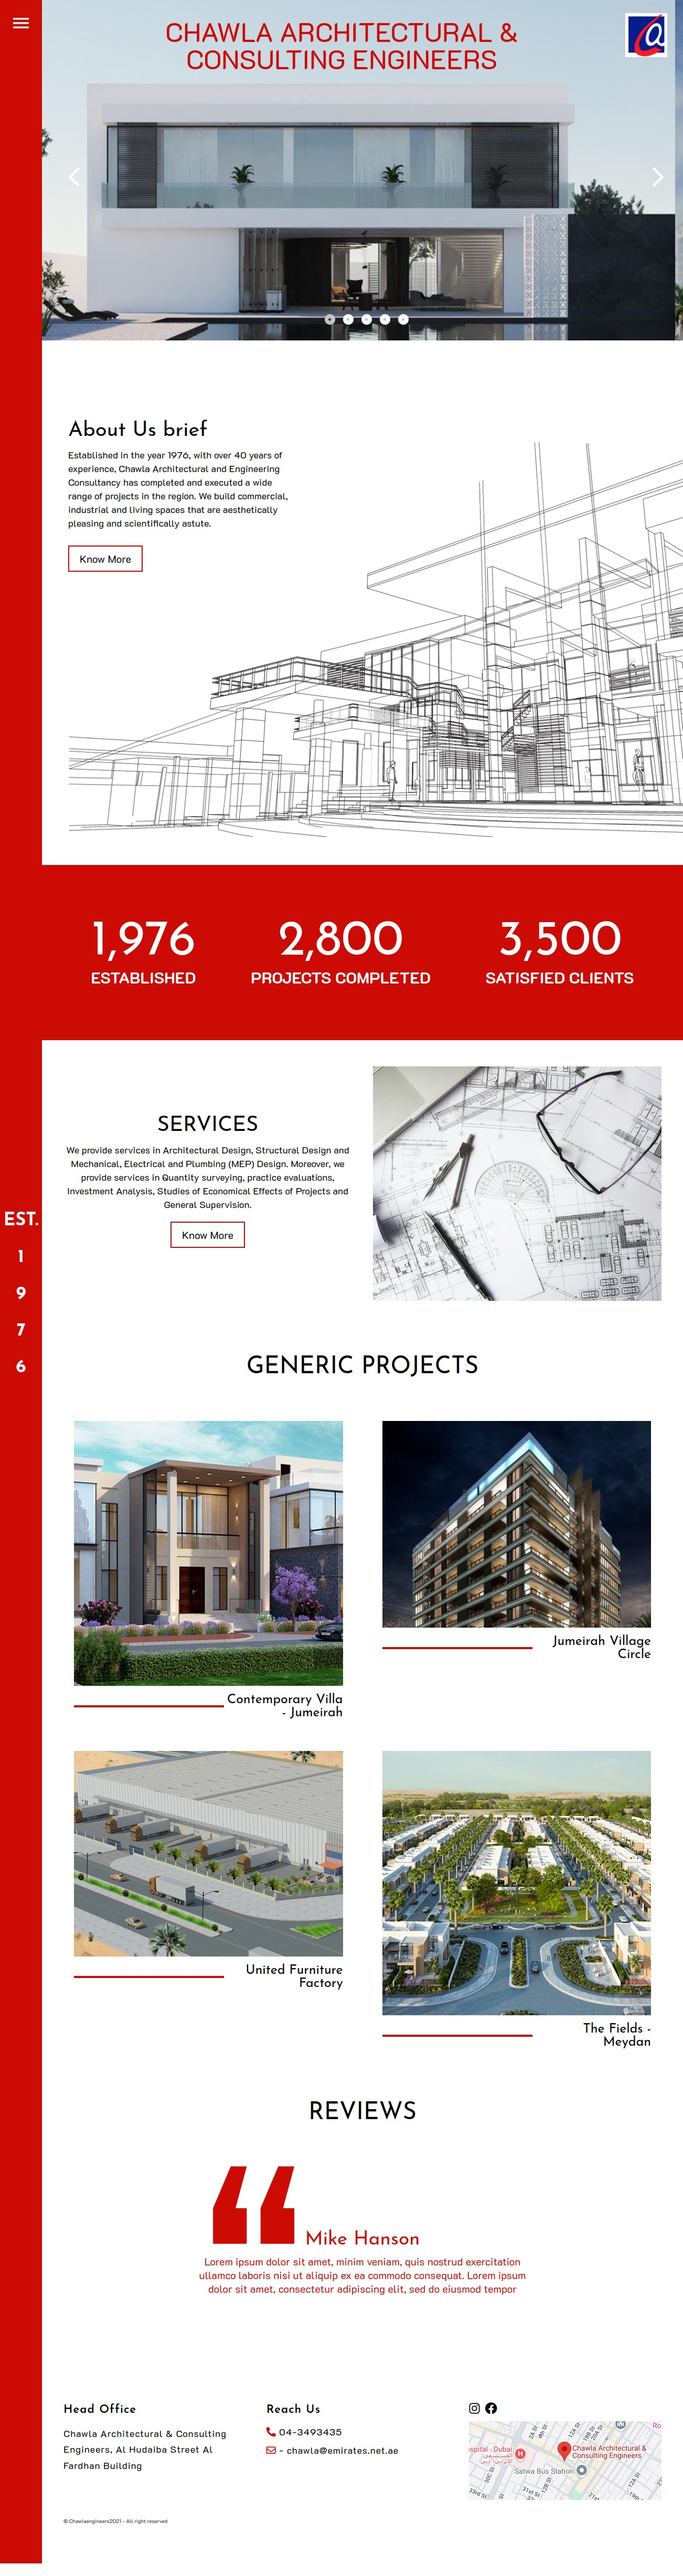 CHAWLA ARCHITECTURAL &
CONSULTING ENGINEERS
About Us brief
Established in the year 1976, with over 40 years of
experience, Chawla Architectural and Engineering
Consultancy has completed and executed a wide
range of projects in the region. We build commercial,
industrial and living spaces that are aesthetically
pleasing and scientifically astute.
Know More
1,976
ESTABLISHED
2,800
PROJECTS COMPLETED
3,500
SATISFIED CLIENTS
SERVICES
We provide services in Architectural Design, Structural Design and
Mechanical, Electrical and Plumbing (MEP) Design. Moreover, we
provide services in Quantity surveying, practice evaluations,
Investment Analysis, Studies of Economical Effects of Projects and
General Supervision.
Know More
EST.
1
9
7
6
GENERIC PROJECTS
Contemporary Villa
- Jumeirah
Jumeirah Village
Circle
United Furniture
Factory
The Fields -
Meydan
REVIEWS
Mike Hanson
Lorem ipsum dolor sit amet, minim veniam, quis nostrud exercitation
ullamco laboris nisi ut aliquip ex ea commodo consequat. Lorem ipsum
dolor sit amet, consectetur adipiscing elit, sed do eiusmod tempor
Head Office
Chawla Architectural & Consulting
Engineers, Al Hudaiba Street Al
Fardhan Building
Reach Us
04-3493435
- chawla@emirates.net.ae
Chawla Architectural &
Consulting Engineers
spital - Dubai
Satwa Bus Station
© Chawlaengineers2021 - All right reserved